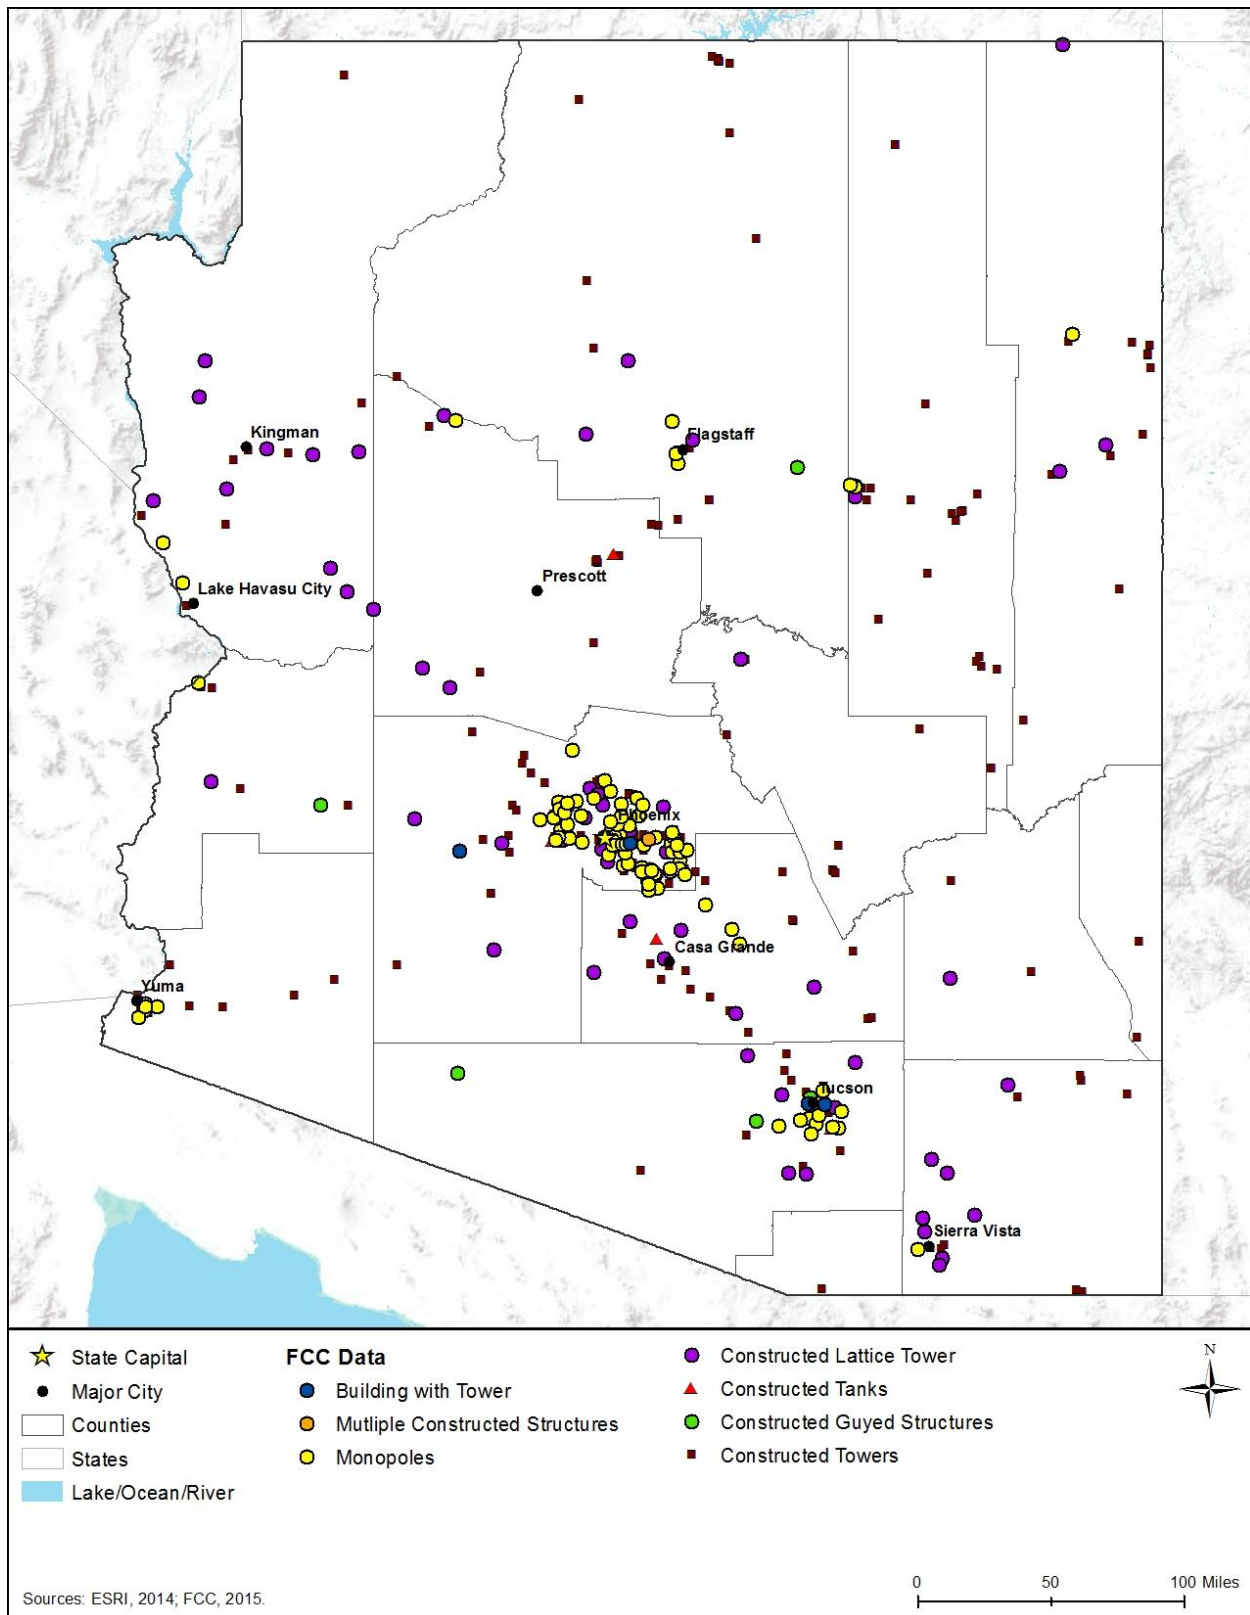 Kingman
Flagstaff
Prescott
Lake Havasu City
Phoenix
Casa Grande
Yuma
Tucson
Sierra Vista
State Capital
Major City
Counties
States
Lake/Ocean/River
FCC Data
Building with Tower
Mutliple Constructed Structures
Monopoles
Constructed Lattice Tower
Constructed Tanks
Constructed Guyed Structures
Constructed Towers
N
0 50 100 Miles
Sources: ESRI, 2014; FCC, 2015.